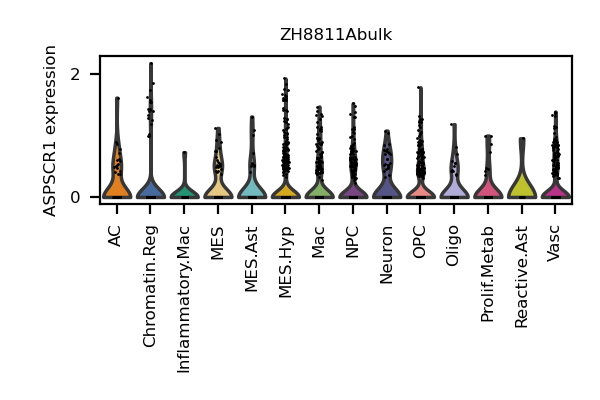 ZH8811Abulk
ASPSCR1 expression
2
0
AC
Chromatin.Reg
Inflammatory.Mac
MES
MES.Ast
MES.Hyp
Mac
NPC
Neuron
OPC
Oligo
Prolif.Metab
Reactive.Ast
Vasc